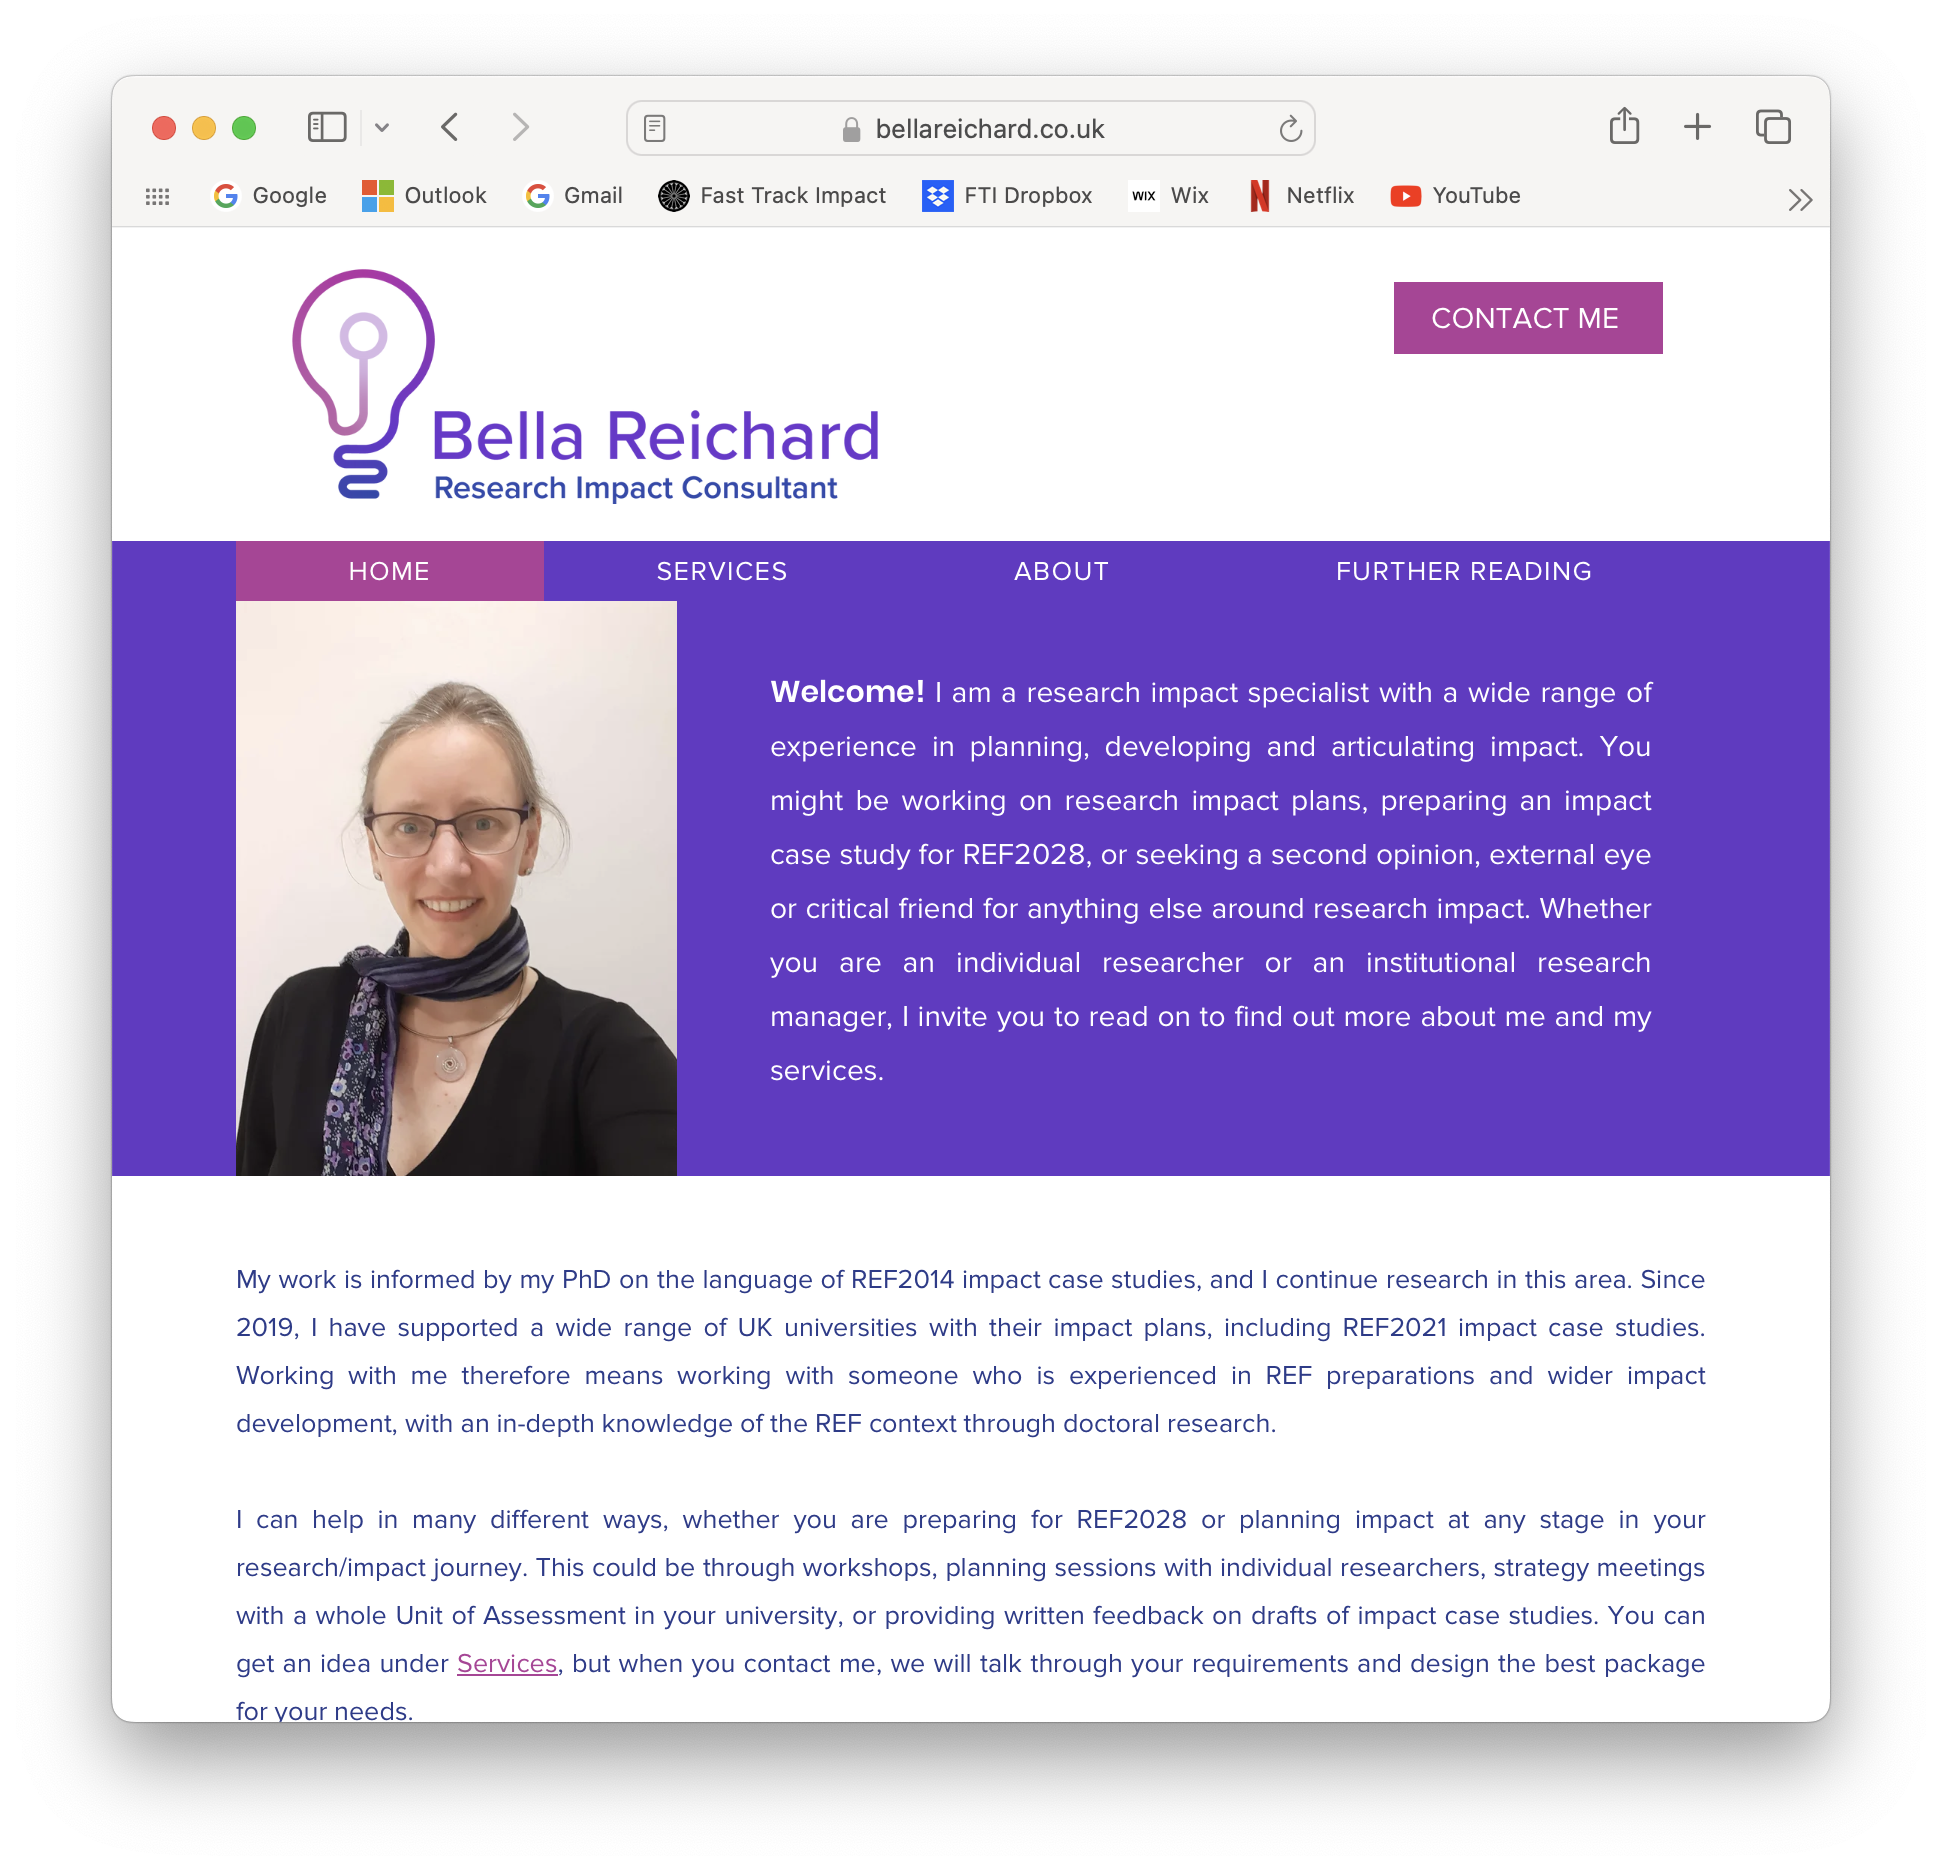 bellareichard.co.uk
Google
Outlook
Gmail
Fast Track Impact
FTI Dropbox
WIX
Wix
Netflix
YouTube
CONTACT ME
Bella Reichard
Research Impact Consultant
HOME
SERVICES
ABOUT
FURTHER READING
Welcome! I am a research impact specialist with a wide range of
experience in planning, developing and articulating impact. You
might be working on research impact plans, preparing an impact
case study for REF2028, or seeking a second opinion, external eye
or critical friend for anything else around research impact. Whether
you are an individual researcher or an institutional research
manager, I invite you to read on to find out more about me and my
services.
My work is informed by my PhD on the language of REF2014 impact case studies, and I continue research in this area. Since
2019, I have supported a wide range of UK universities with their impact plans, including REF2021 impact case studies.
Working with me therefore means working with someone who is experienced in REF preparations and wider impact
development, with an in-depth knowledge of the REF context through doctoral research.
I can help in many different ways, whether you are preparing for REF2028 or planning impact at any stage in your
research/impact journey. This could be through workshops, planning sessions with individual researchers, strategy meetings
with a whole Unit of Assessment in your university, or providing written feedback on drafts of impact case studies. You can
get an idea under Services, but when you contact me, we will talk through your requirements and design the best package
for your needs.